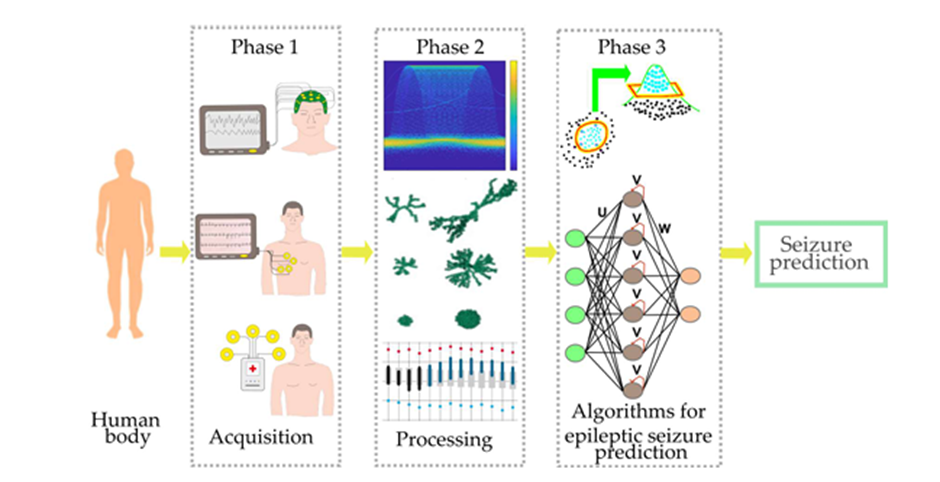 Phase 1
Phase 2
Phase 3
V
U
V
W
V
V
V
V
Seizure
prediction
Human
body
Acquisition
Processing
Algorithms for
epileptic seizure
prediction